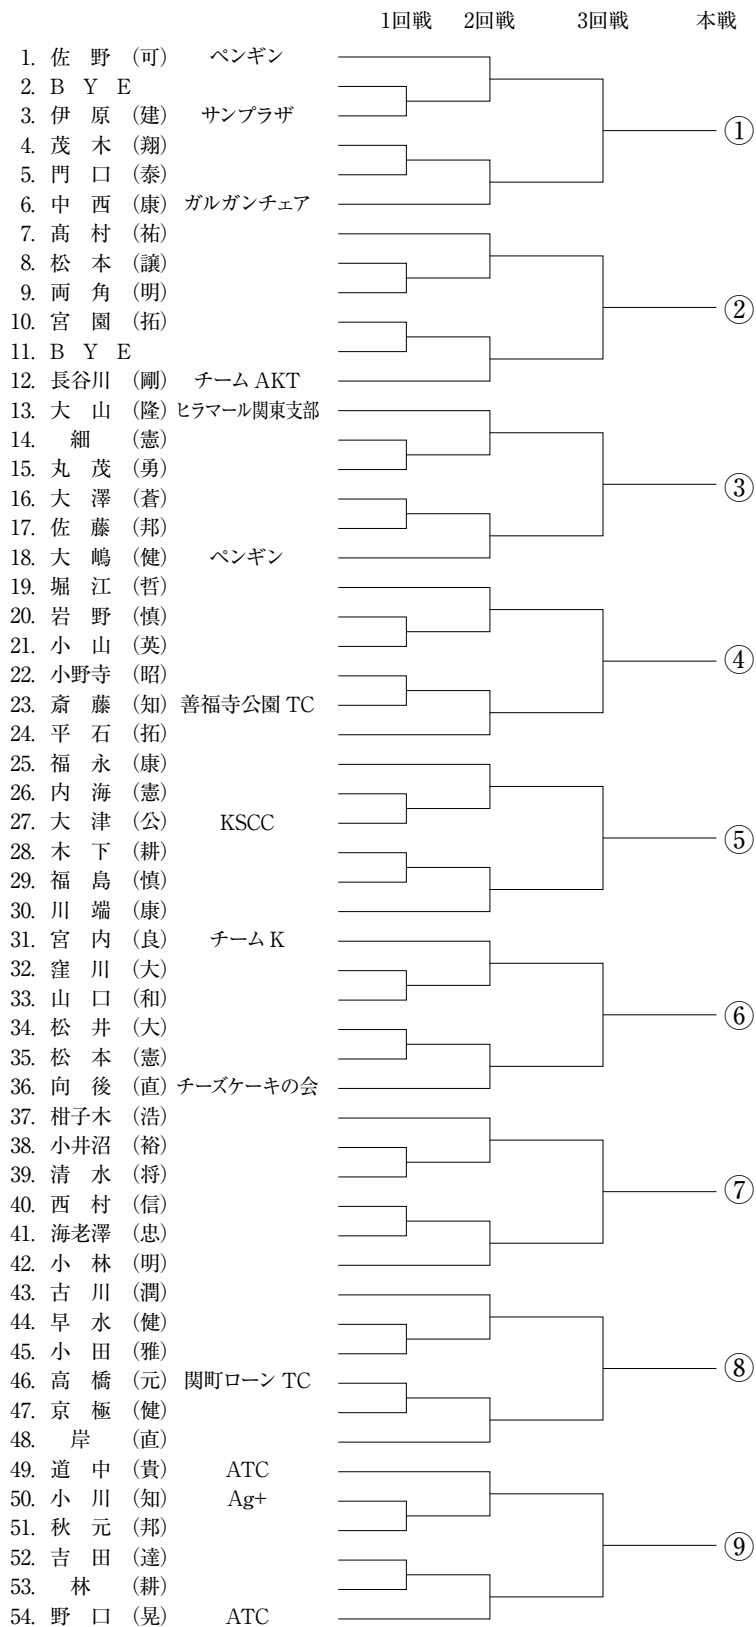 1回戦 2回戦 3回戦 本戦
1. 佐 野 (可) ペンギン
2. B Y E
3. 伊 原 (建) サンプラザ
4. 茂 木 (翔)
5. 門 口 (泰)
6. 中 西 (康) ガルガンチェア
7. 髙 村 (祐)
8. 松 本 (譲)
9. 両 角 (明)
10. 宮 園 (拓)
11. B Y E
12. 長谷川 (剛) チーム AKT
13. 大 山 (隆) ヒラマール関東支部
14. 細 (憲)
15. 丸 茂 (勇)
16. 大 澤 (蒼)
17. 佐 藤 (邦)
18. 大 嶋 (健) ペンギン
19. 堀 江 (哲)
20. 岩 野 (慎)
21. 小 山 (英)
22. 小野寺 (昭)
23. 斎 藤 (知) 善福寺公園 TC
24. 平 石 (拓)
25. 福 永 (康)
26. 内 海 (憲)
27. 大 津 (公) KSCC
28. 木 下 (耕)
29. 福 島 (慎)
30. 川 端 (康)
31. 宮 内 (良) チーム K
32. 窪 川 (大)
33. 山 口 (和)
34. 松 井 (大)
35. 松 本 (憲)
36. 向 後 (直) チーズケーキの会
37. 柑子木 (浩)
38. 小井沼 (裕)
39. 清 水 (将)
40. 西 村 (信)
41. 海老澤 (忠)
42. 小 林 (明)
43. 古 川 (潤)
44. 早 水 (健)
45. 小 田 (雅)
46. 高 橋 (元) 関町ローン TC
47. 京 極 (健)
48. 岸 (直)
49. 道 中 (貴) ATC
50. 小 川 (知) Ag+
51. 秋 元 (邦)
52. 吉 田 (達)
53. 林 (耕)
54. 野 口 (晃) ATC
①
②
③
④
⑤
⑥
⑦
⑧
⑨